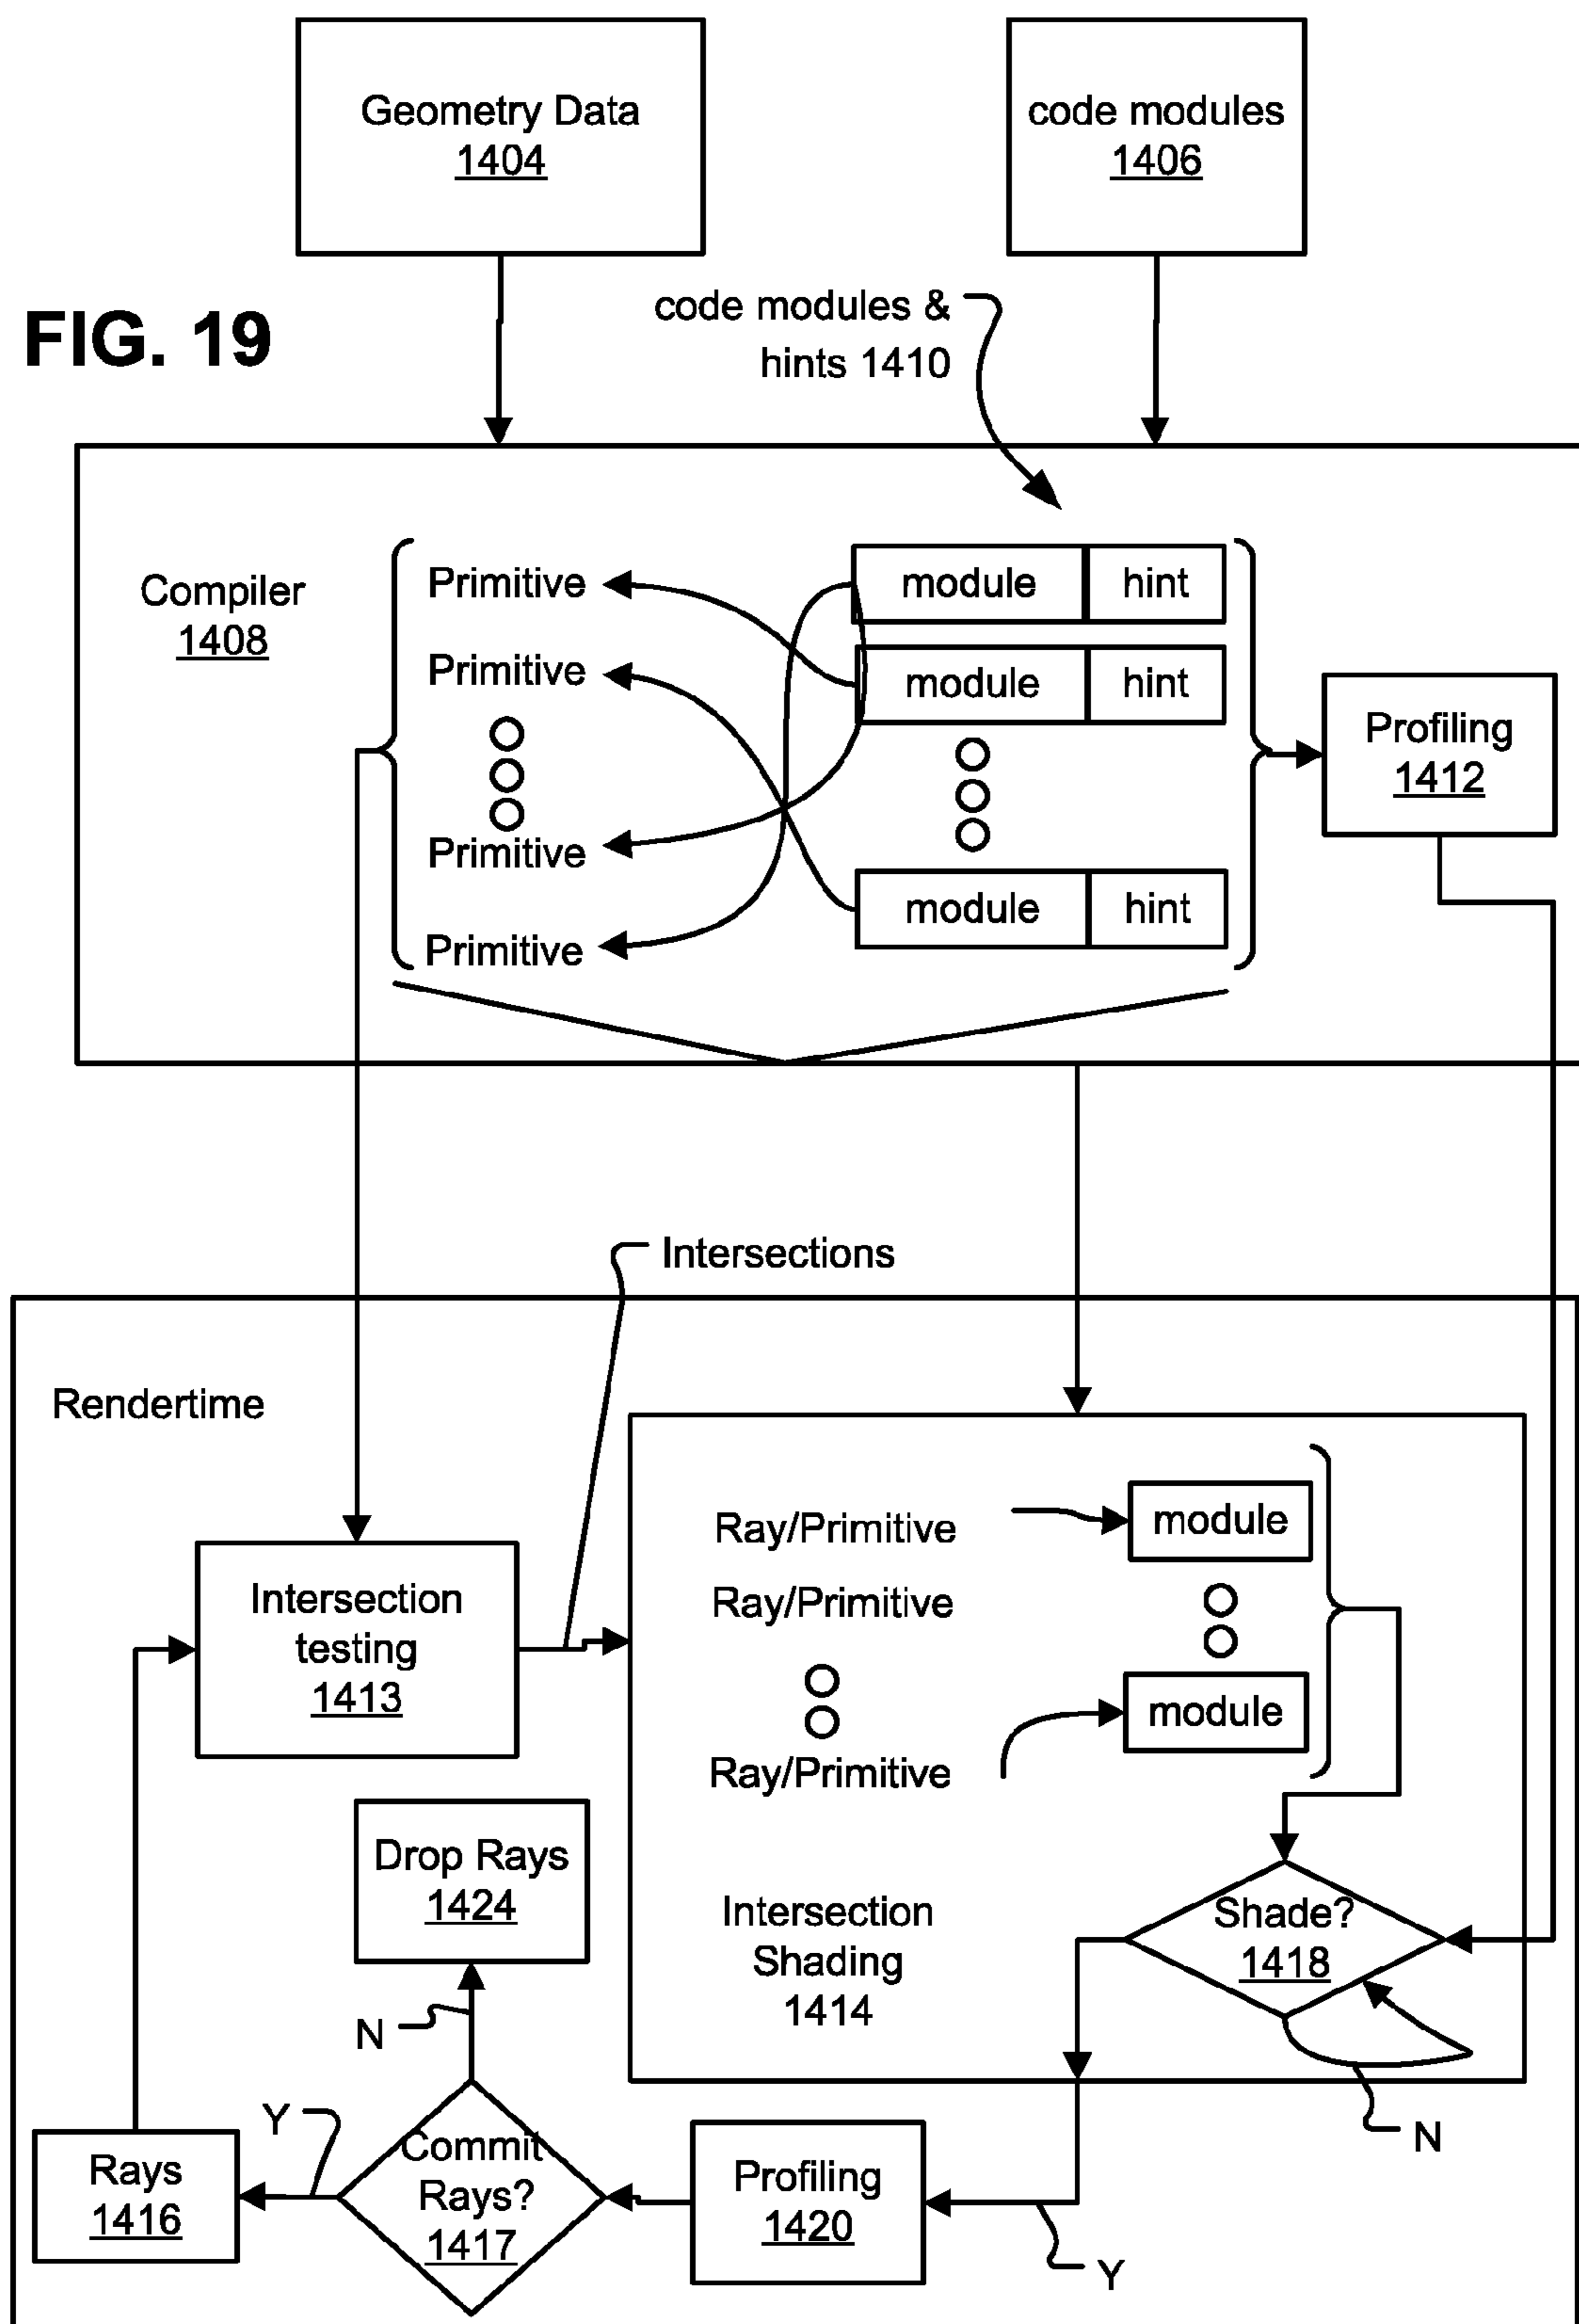 Geometry Data
1404
code modules
1406
FIG. 19
code modules &
hints 1410
Compiler
1408
Primitive
Primitive
Primitive
Primitive
module hint
module hint
module hint
Profiling
1412
Intersections
Rendertime
Intersection
testing
1413
Ray/Primitive
Ray/Primitive
Ray/Primitive
module
module
Drop Rays
1424
Intersection
Shading
1414
Shade?
1418
N
N
Y
Rays
1416
Commit
Rays?
1417
Profiling
1420
Y